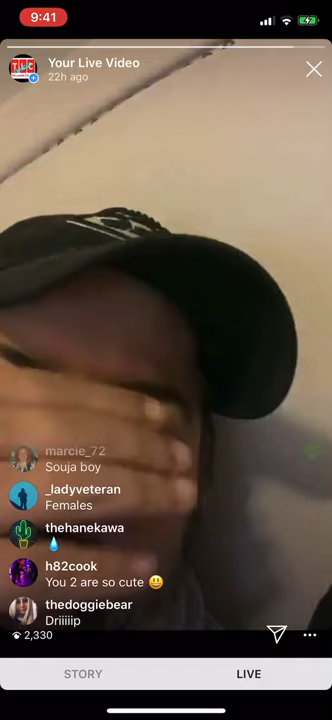 9:41
Your Live Video
22h ago
marcie_72
Souja boy
_ladyveteran
Females
thehanekawa
💧
h82cook
You 2 are so cute 😃
thedoggiebear
Driiiiip
2,330
STORY
LIVE